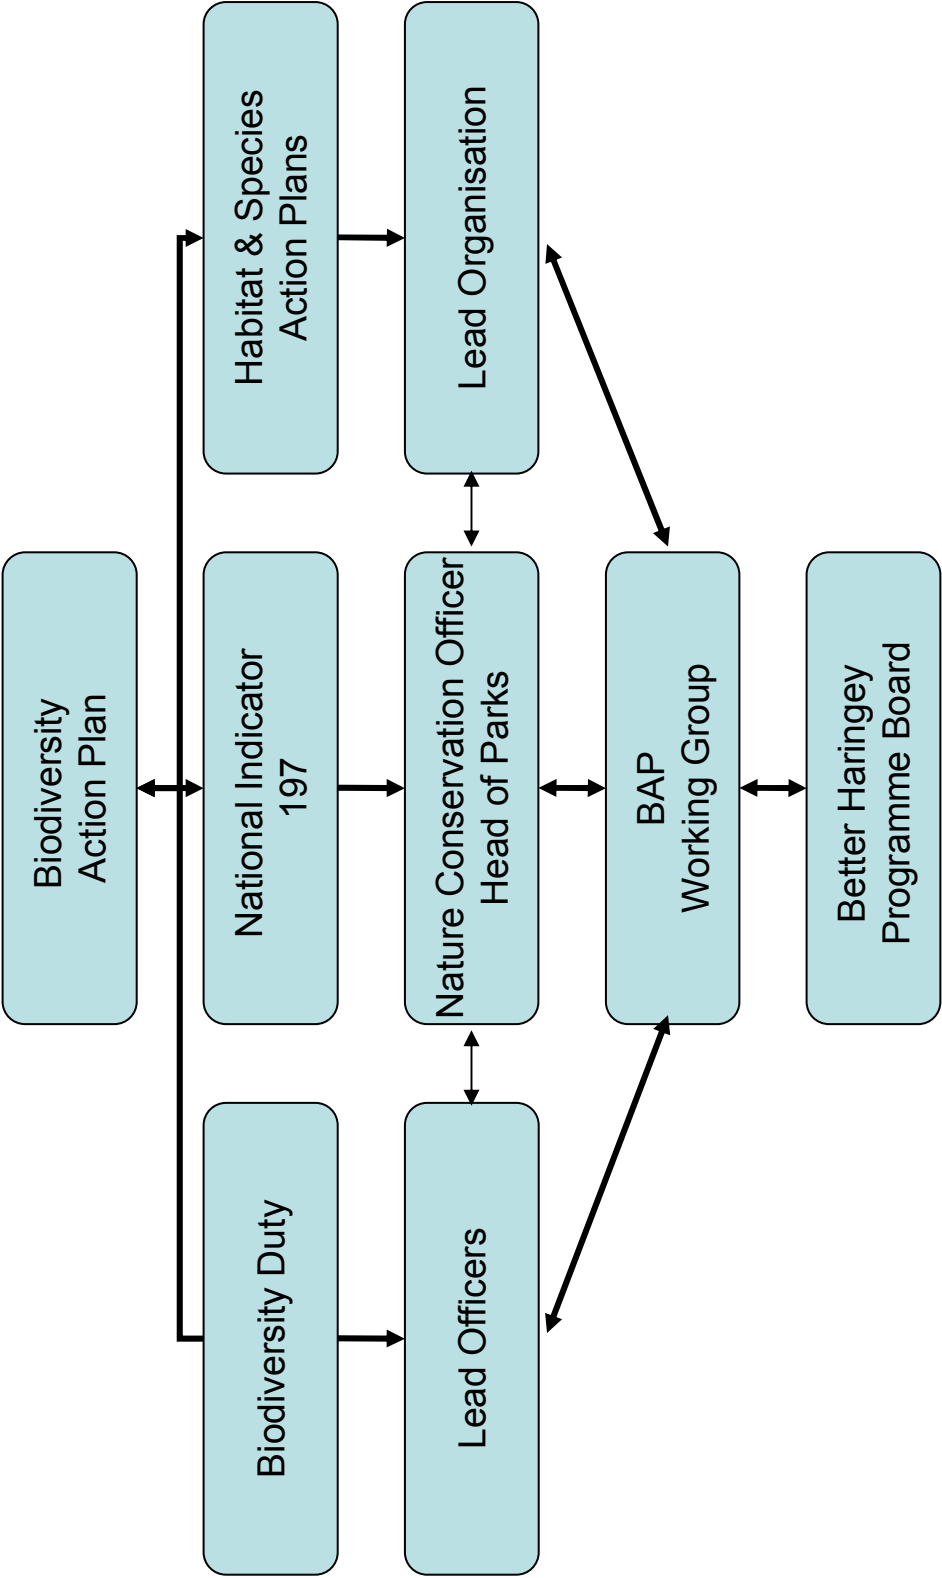 Biodiversity
Action Plan
Biodiversity Duty
National Indicator
197
Habitat & Species
Action Plans
Lead Officers
Nature Conservation Officer
Head of Parks
Lead Organisation
BAP
Working Group
Better Haringey
Programme Board